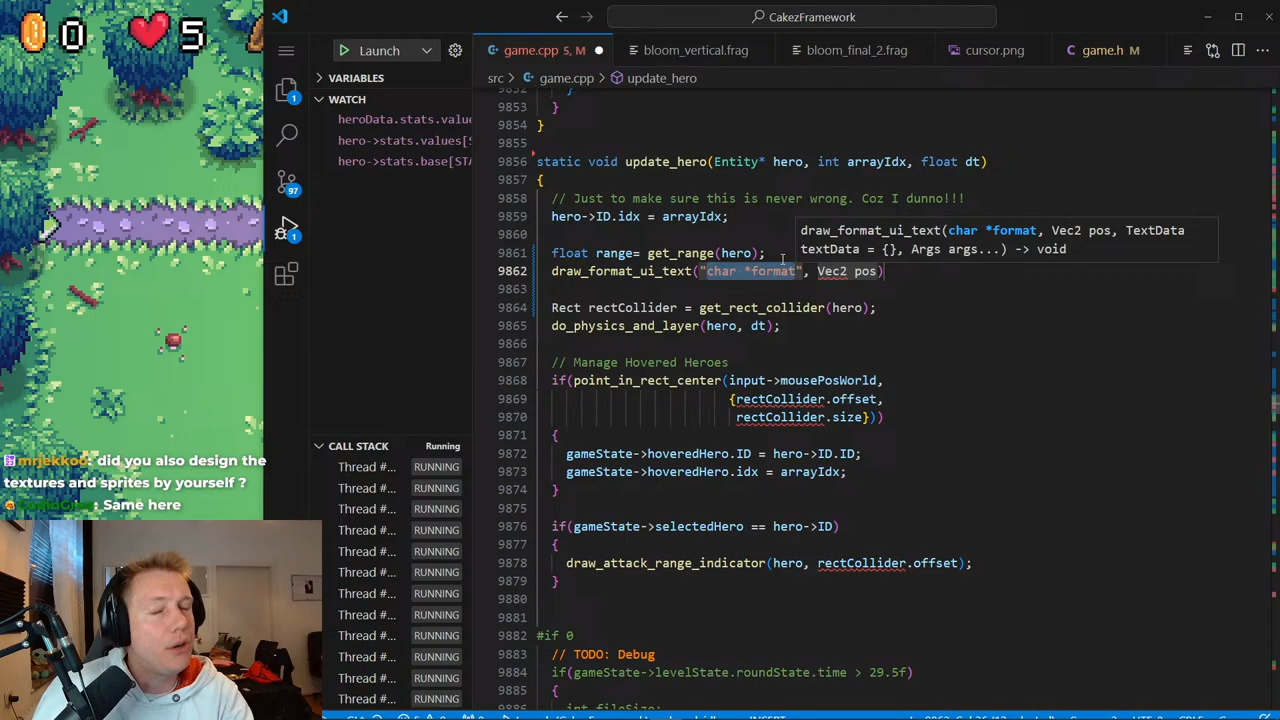 0 5
mrjekkoo: did you also design the
textures and sprites by yourself ?
: Same here
CakezFramework
Launch
game.cpp 5, M
bloom_vertical.frag
bloom_final_2.frag
cursor.png
game.h M
src > game.cpp > update_hero
VARIABLES
WATCH
heroData.stats.valu
hero->stats.values[S
hero->stats.base[STA
1
97
1
CALL STACK Running
Thread #... RUNNING
Thread #... RUNNING
Thread #... RUNNING
Thread #... RUNNING
Thread #... RUNNING
Thread #... RUNNING
Thread #... RUNNING
Thread #... RUNNING
Thread #... RUNNING
Thread #... RUNNING
Thread #... RUNNING
Thread #... RUNNING
9852 }
9853 }
9854 }
9855
9856 static void update_hero(Entity* hero, int arrayIdx, float dt)
9857 {
9858 // Just to make sure this is never wrong. Coz I dunno!!!
9859 hero->ID.idx = arrayIdx;
9860
9861 float range= get_range(hero);
9862 draw_format_ui_text("char *format", Vec2 pos)
9863
9864 Rect rectCollider = get_rect_collider(hero);
9865 do_physics_and_layer(hero, dt);
9866
9867 // Manage Hovered Heroes
9868 if(point_in_rect_center(input->mousePosWorld,
9869 {rectCollider.offset,
9870 rectCollider.size}))
9871 {
9872 gameState->hoveredHero.ID = hero->ID.ID;
9873 gameState->hoveredHero.idx = arrayIdx;
9874 }
9875
9876 if(gameState->selectedHero == hero->ID)
9877 {
9878 draw_attack_range_indicator(hero, rectCollider.offset);
9879 }
9880
9881
9882 #if 0
9883 // TODO: Debug
9884 if(gameState->levelState.roundState.time > 29.5f)
9885 {
int fileSize;
draw_format_ui_text(char *format, Vec2 pos, TextData
textData = {}, Args args...) -> void